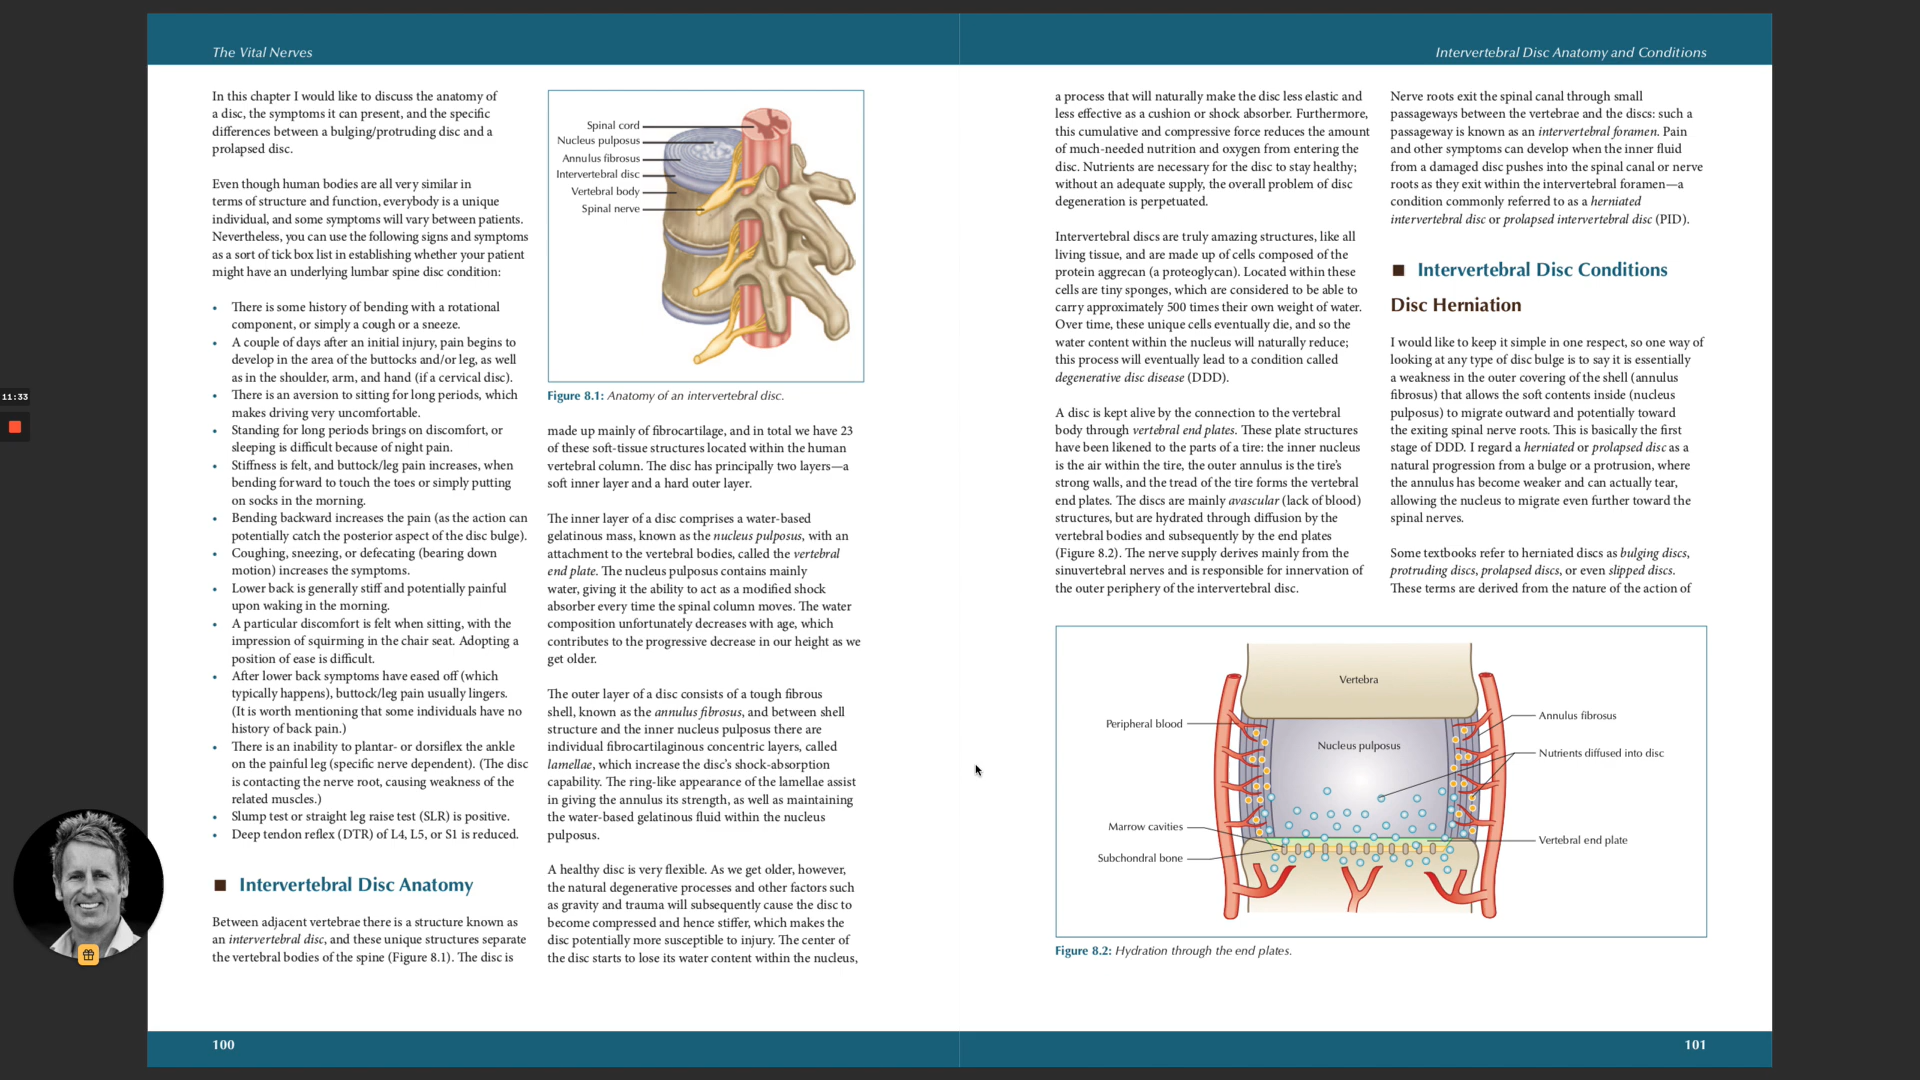 The Vital Nerves
In this chapter I would like to discuss the anatomy of
a disc, the symptoms it can present, and the specific
differences between a bulging/protruding disc and a
prolapsed disc.
Even though human bodies are all very similar in
terms of structure and function, everybody is a unique
individual, and some symptoms will vary between patients.
Nevertheless, you can use the following signs and symptoms
as a sort of tick box list in establishing whether your patient
might have an underlying lumbar spine disc condition:
• There is some history of bending with a rotational
component, or simply a cough or a sneeze.
• A couple of days after an initial injury, pain begins to
develop in the area of the buttocks and/or leg, as well
as in the shoulder, arm, and hand (if a cervical disc).
• There is an aversion to sitting for long periods, which
makes driving very uncomfortable.
• Standing for long periods brings on discomfort, or
sleeping is difficult because of night pain.
• Stiffness is felt, and buttock/leg pain increases, when
bending forward to touch the toes or simply putting
on socks in the morning.
• Bending backward increases the pain (as the action can
potentially catch the posterior aspect of the disc bulge).
• Coughing, sneezing, or defecating (bearing down
motion) increases the symptoms.
• Lower back is generally stiff and potentially painful
upon waking in the morning.
• A particular discomfort is felt when sitting, with the
impression of squirming in the chair seat. Adopting a
position of ease is difficult.
• After lower back symptoms have eased off (which
typically happens), buttock/leg pain usually lingers.
(It is worth mentioning that some individuals have no
history of back pain.)
• There is an inability to plantar- or dorsiflex the ankle
on the painful leg (specific nerve dependent). (The disc
is contacting the nerve root, causing weakness of the
related muscles.)
• Slump test or straight leg raise test (SLR) is positive.
• Deep tendon reflex (DTR) of L4, L5, or S1 is reduced.
■ Intervertebral Disc Anatomy
Between adjacent vertebrae there is a structure known as
an intervertebral disc, and these unique structures separate
the vertebral bodies of the spine (Figure 8.1). The disc is
Spinal cord
Nucleus pulposus
Annulus fibrosus
Intervertebral disc
Vertebral body
Spinal nerve
Figure 8.1: Anatomy of an intervertebral disc.
made up mainly of fibrocartilage, and in total we have 23
of these soft-tissue structures located within the human
vertebral column. The disc has principally two layers—a
soft inner layer and a hard outer layer.
The inner layer of a disc comprises a water-based
gelatinous mass, known as the nucleus pulposus, with an
attachment to the vertebral bodies, called the vertebral
end plate. The nucleus pulposus contains mainly
water, giving it the ability to act as a modified shock
absorber every time the spinal column moves. The water
composition unfortunately decreases with age, which
contributes to the progressive decrease in our height as we
get older.
The outer layer of a disc consists of a tough fibrous
shell, known as the annulus fibrosus, and between shell
structure and the inner nucleus pulposus there are
individual fibrocartilaginous concentric layers, called
lamellae, which increase the disc's shock-absorption
capability. The ring-like appearance of the lamellae assist
in giving the annulus its strength, as well as maintaining
the water-based gelatinous fluid within the nucleus
pulposus.
A healthy disc is very flexible. As we get older, however,
the natural degenerative processes and other factors such
as gravity and trauma will subsequently cause the disc to
become compressed and hence stiffer, which makes the
disc potentially more susceptible to injury. The center of
the disc starts to lose its water content within the nucleus,
100
Intervertebral Disc Anatomy and Conditions
a process that will naturally make the disc less elastic and
less effective as a cushion or shock absorber. Furthermore,
this cumulative and compressive force reduces the amount
of much-needed nutrition and oxygen from entering the
disc. Nutrients are necessary for the disc to stay healthy;
without an adequate supply, the overall problem of disc
degeneration is perpetuated.
Intervertebral discs are truly amazing structures, like all
living tissue, and are made up of cells composed of the
protein aggrecan (a proteoglycan). Located within these
cells are tiny sponges, which are considered to be able to
carry approximately 500 times their own weight of water.
Over time, these unique cells eventually die, and so the
water content within the nucleus will naturally reduce;
this process will eventually lead to a condition called
degenerative disc disease (DDD).
A disc is kept alive by the connection to the vertebral
body through vertebral end plates. These plate structures
have been likened to the parts of a tire: the inner nucleus
is the air within the tire, the outer annulus is the tire's
strong walls, and the tread of the tire forms the vertebral
end plates. The discs are mainly avascular (lack of blood)
structures, but are hydrated through diffusion by the
vertebral bodies and subsequently by the end plates
(Figure 8.2). The nerve supply derives mainly from the
sinuvertebral nerves and is responsible for innervation of
the outer periphery of the intervertebral disc.
Nerve roots exit the spinal canal through small
passageways between the vertebrae and the discs: such a
passageway is known as an intervertebral foramen. Pain
and other symptoms can develop when the inner fluid
from a damaged disc pushes into the spinal canal or nerve
roots as they exit within the intervertebral foramen—a
condition commonly referred to as a herniated
intervertebral disc or prolapsed intervertebral disc (PID).
■ Intervertebral Disc Conditions
Disc Herniation
I would like to keep it simple in one respect, so one way of
looking at any type of disc bulge is to say it is essentially
a weakness in the outer covering of the shell (annulus
fibrosus) that allows the soft contents inside (nucleus
pulposus) to migrate outward and potentially toward
the exiting spinal nerve roots. This is basically the first
stage of DDD. I regard a herniated or prolapsed disc as a
natural progression from a bulge or a protrusion, where
the annulus has become weaker and can actually tear,
allowing the nucleus to migrate even further toward the
spinal nerves.
Some textbooks refer to herniated discs as bulging discs,
protruding discs, prolapsed discs, or even slipped discs.
These terms are derived from the nature of the action of
Vertebra
Peripheral blood
Annulus fibrosus
Nucleus pulposus
Nutrients diffused into disc
Marrow cavities
Vertebral end plate
Subchondral bone
Figure 8.2: Hydration through the end plates.
101
11:33